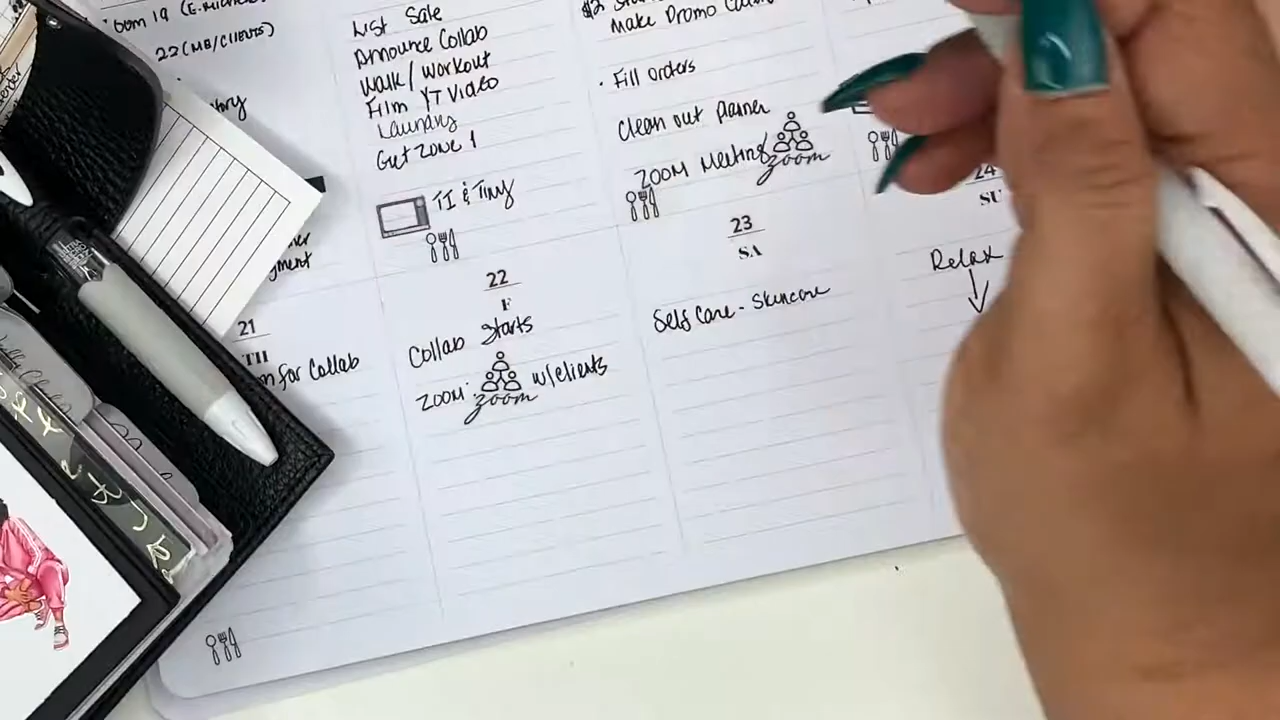 22 (MB/CLIENTS)
List Sale
Announce Collab
Walk / Workout
Film YT Video
Laundry
Get Zone 1
TI & Tiny
Make Promo
· Fill Orders
Clean out Planner
ZOOM Meeting
zoom
21
TH
for Collab
22
F
Collab Starts
ZOOM: zoom w/clients
23
SA
Self Care - Skincare
24
SU
Relax